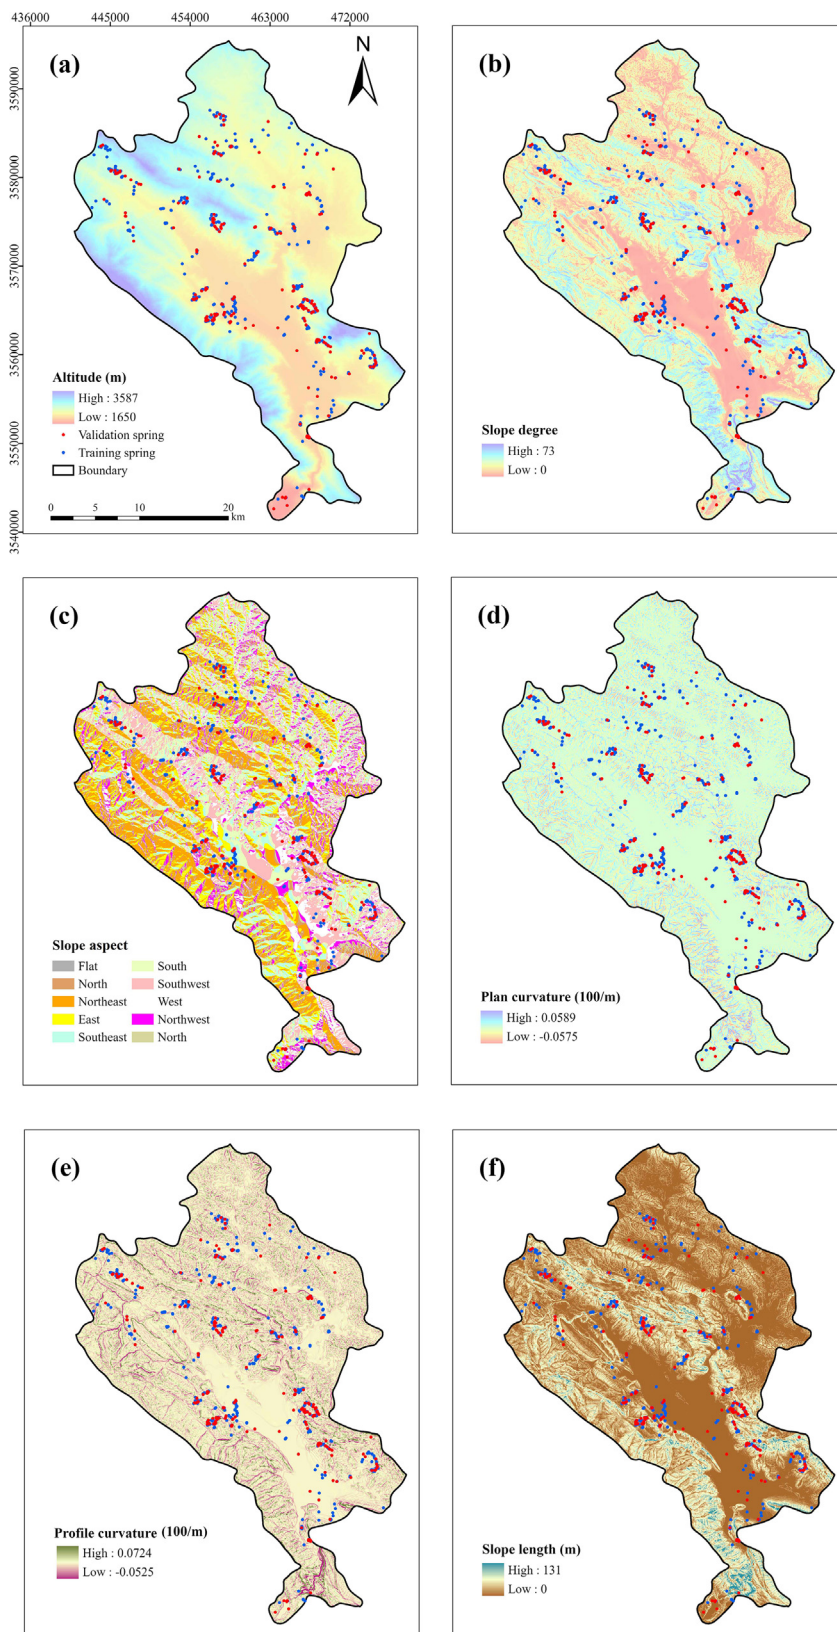 436000 445000 454000 463000 472000
(a)
N
3590000
3580000
3570000
3560000
3550000
3540000
Altitude (m)
High : 3587
Low : 1650
Validation spring
Training spring
Boundary
0 5 10 20
km
(b)
Slope degree
High : 73
Low : 0
(c)
Slope aspect
Flat South
North Southwest
Northeast West
East Northwest
Southeast North
(d)
Plan curvature (100/m)
High : 0.0589
Low : -0.0575
(e)
Profile curvature (100/m)
High : 0.0724
Low : -0.0525
(f)
Slope length (m)
High : 131
Low : 0